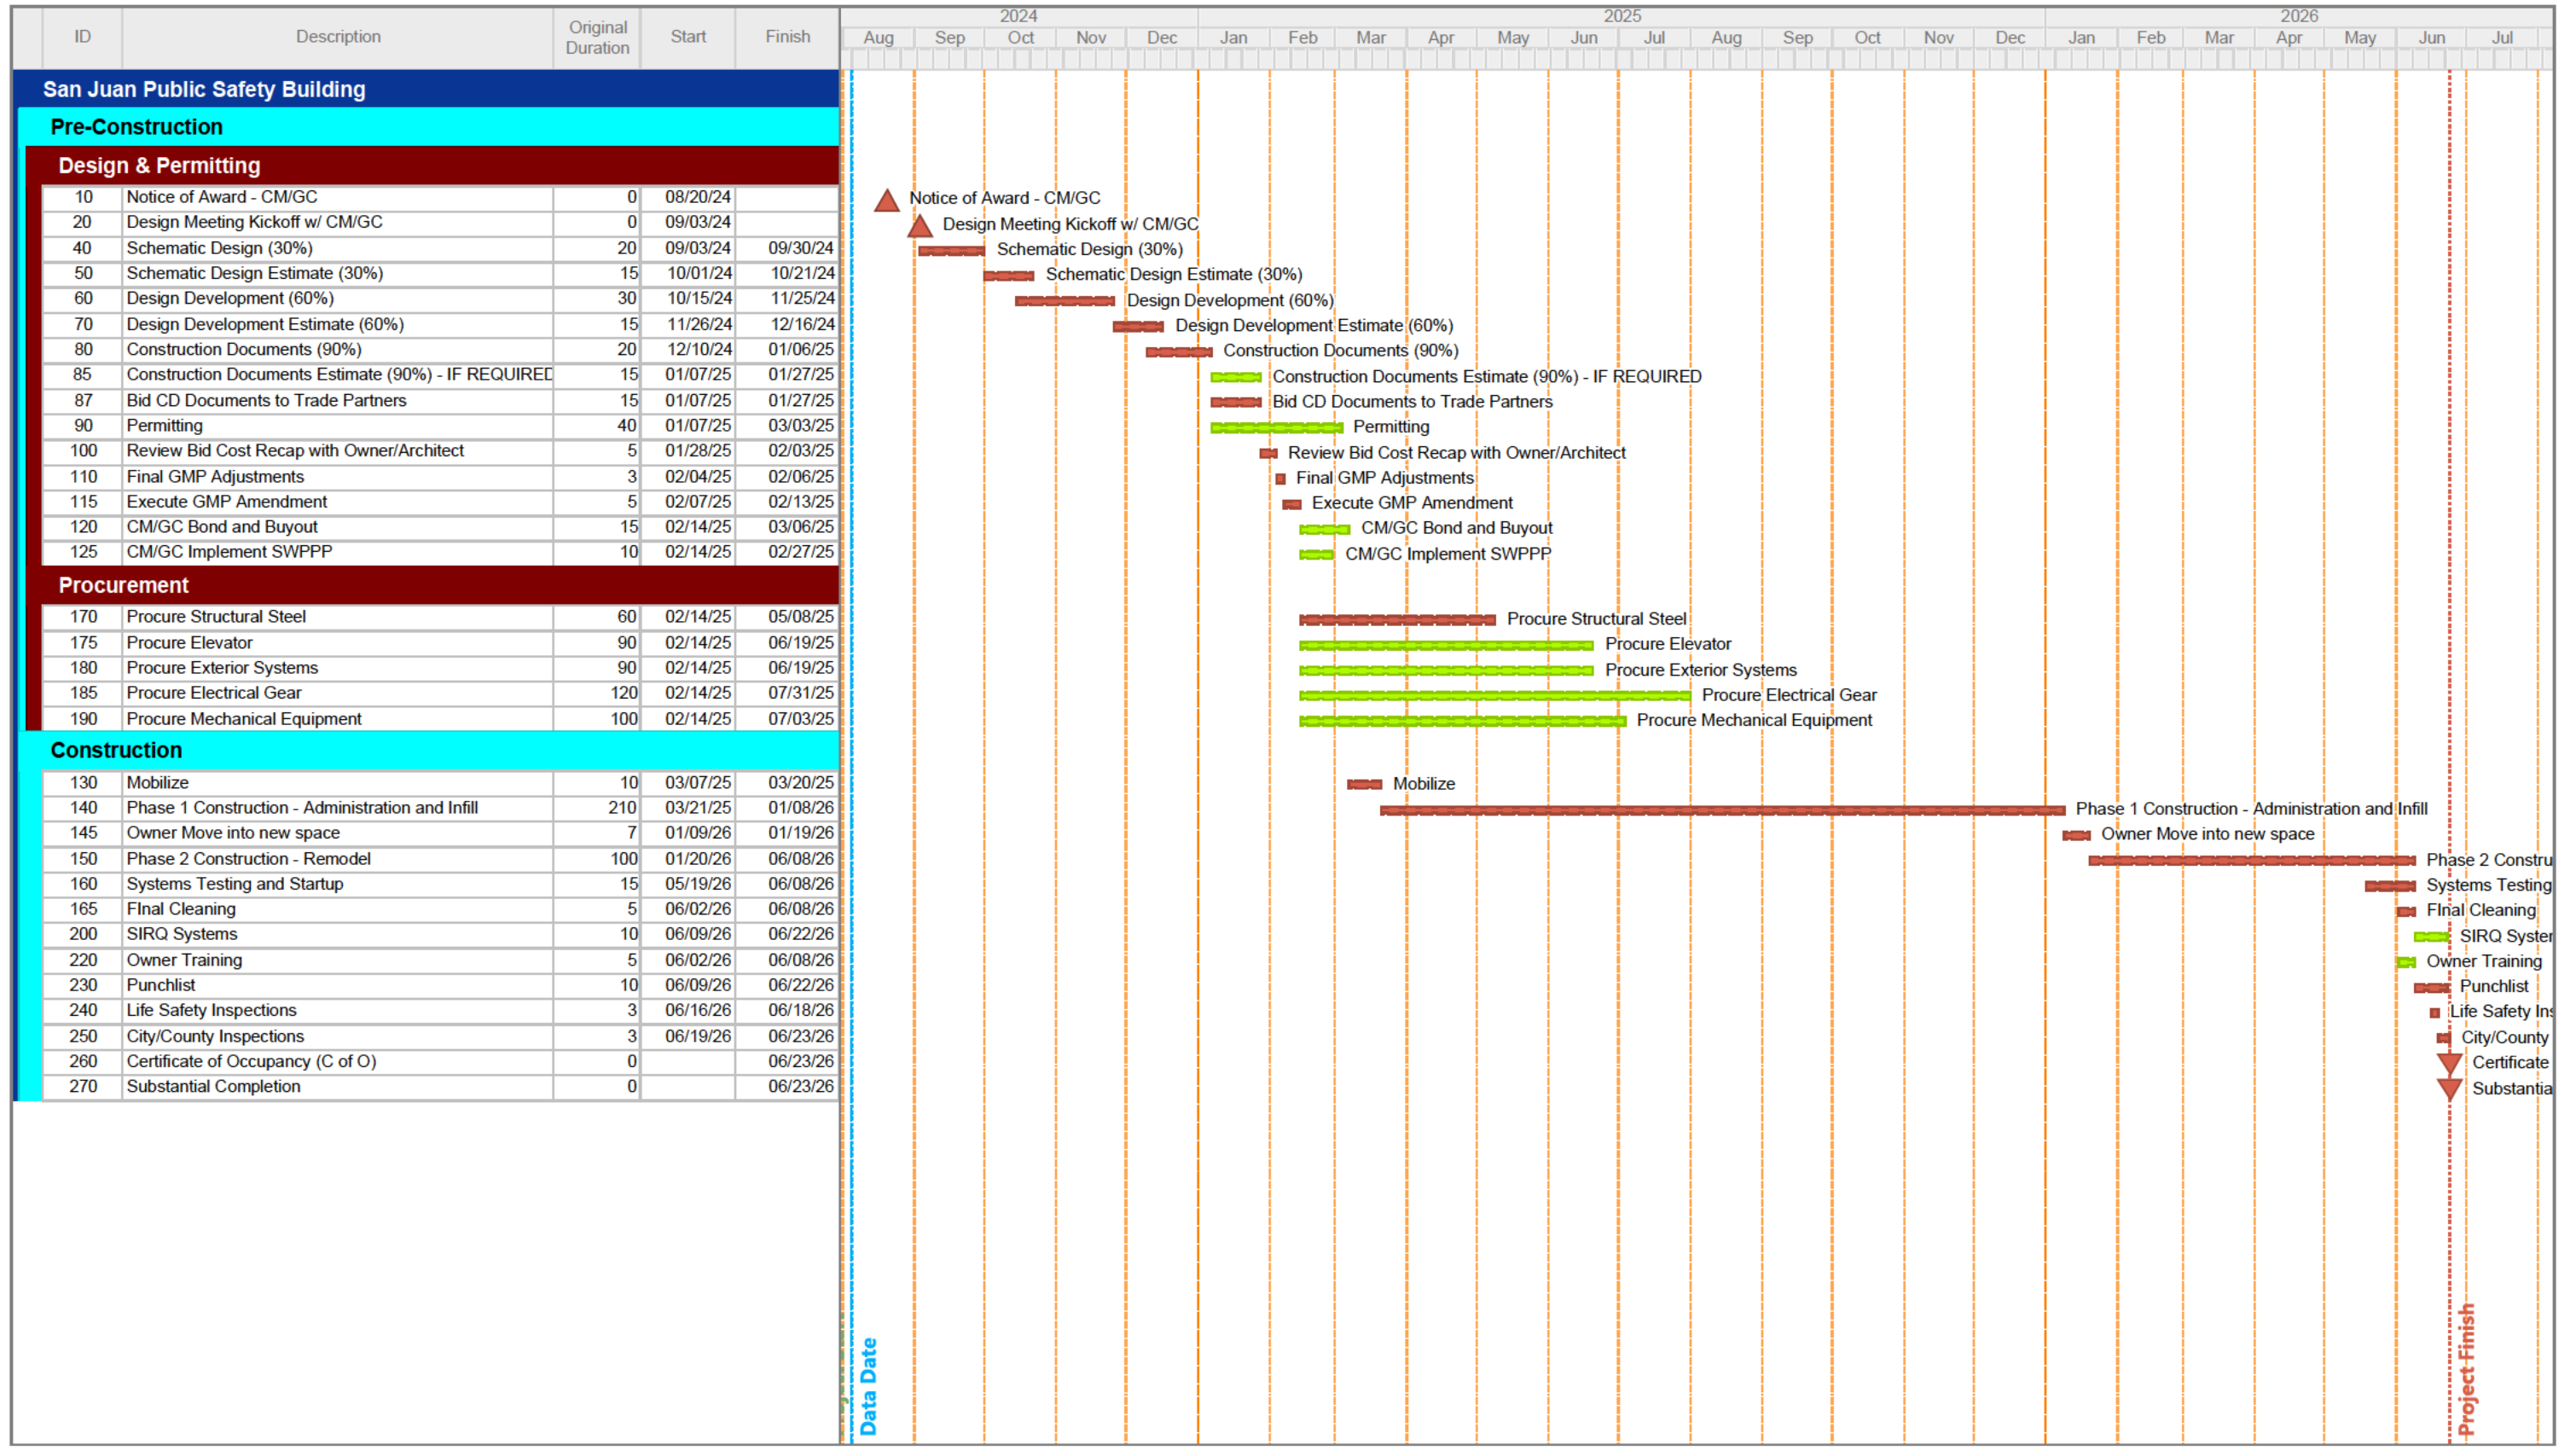 2024 2025 2026
ID Description Original Duration Start Finish Aug Sep Oct Nov Dec Jan Feb Mar Apr May Jun Jul Aug Sep Oct Nov Dec Jan Feb Mar Apr May Jun Jul
San Juan Public Safety Building
Pre-Construction
Design & Permitting
10 Notice of Award - CM/GC 0 08/20/24 Notice of Award - CM/GC
20 Design Meeting Kickoff w/ CM/GC 0 09/03/24 Design Meeting Kickoff w/ CM/GC
40 Schematic Design (30%) 20 09/03/24 09/30/24 Schematic Design (30%)
50 Schematic Design Estimate (30%) 15 10/01/24 10/21/24 Schematic Design Estimate (30%)
60 Design Development (60%) 30 10/15/24 11/25/24 Design Development (60%)
70 Design Development Estimate (60%) 15 11/26/24 12/16/24 Design Development Estimate (60%)
80 Construction Documents (90%) 20 12/10/24 01/06/25 Construction Documents (90%)
85 Construction Documents Estimate (90%) - IF REQUIRED 15 01/07/25 01/27/25 Construction Documents Estimate (90%) - IF REQUIRED
87 Bid CD Documents to Trade Partners 15 01/07/25 01/27/25 Bid CD Documents to Trade Partners
90 Permitting 40 01/07/25 03/03/25 Permitting
100 Review Bid Cost Recap with Owner/Architect 5 01/28/25 02/03/25 Review Bid Cost Recap with Owner/Architect
110 Final GMP Adjustments 3 02/04/25 02/06/25 Final GMP Adjustments
115 Execute GMP Amendment 5 02/07/25 02/13/25 Execute GMP Amendment
120 CM/GC Bond and Buyout 15 02/14/25 03/06/25 CM/GC Bond and Buyout
125 CM/GC Implement SWPPP 10 02/14/25 02/27/25 CM/GC Implement SWPPP
Procurement
170 Procure Structural Steel 60 02/14/25 05/08/25 Procure Structural Steel
175 Procure Elevator 90 02/14/25 06/19/25 Procure Elevator
180 Procure Exterior Systems 90 02/14/25 06/19/25 Procure Exterior Systems
185 Procure Electrical Gear 120 02/14/25 07/31/25 Procure Electrical Gear
190 Procure Mechanical Equipment 100 02/14/25 07/03/25 Procure Mechanical Equipment
Construction
130 Mobilize 10 03/07/25 03/20/25 Mobilize
140 Phase 1 Construction - Administration and Infill 210 03/21/25 01/08/26 Phase 1 Construction - Administration and Infill
145 Owner Move into new space 7 01/09/26 01/19/26 Owner Move into new space
150 Phase 2 Construction - Remodel 100 01/20/26 06/08/26 Phase 2 Constru
160 Systems Testing and Startup 15 05/19/26 06/08/26 Systems Testing
165 FInal Cleaning 5 06/02/26 06/08/26 FInal Cleaning
200 SIRQ Systems 10 06/09/26 06/22/26 SIRQ Syster
220 Owner Training 5 06/02/26 06/08/26 Owner Training
230 Punchlist 10 06/09/26 06/22/26 Punchlist
240 Life Safety Inspections 3 06/16/26 06/18/26 Life Safety Ins
250 City/County Inspections 3 06/19/26 06/23/26 City/County
260 Certificate of Occupancy (C of O) 0 06/23/26 Certificate
270 Substantial Completion 0 06/23/26 Substantia
Data Date
Project Finish